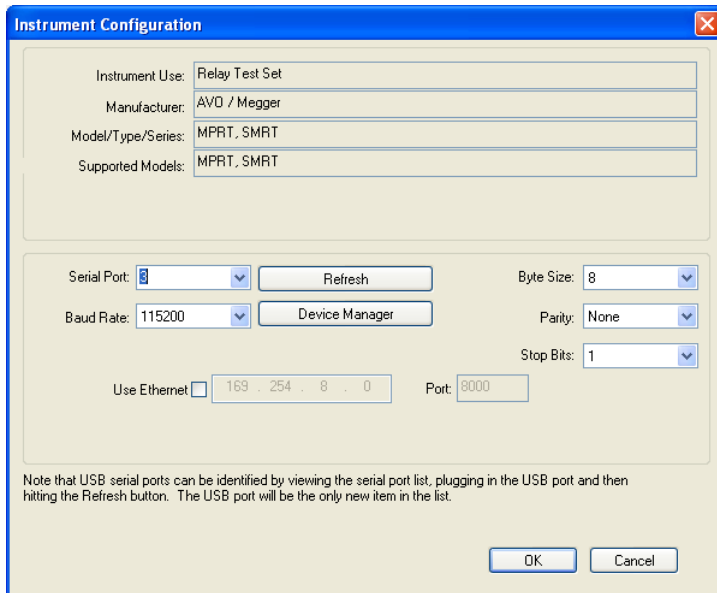 Instrument Configuration
Instrument Use: Relay Test Set
Manufacturer: AVO / Megger
Model/Type/Series: MPRT, SMRT
Supported Models: MPRT, SMRT
Serial Port: 3 Refresh Byte Size: 8
Baud Rate: 115200 Device Manager Parity: None
Stop Bits: 1
Use Ethernet 169 . 254 . 8 . 0 Port: 8000
Note that USB serial ports can be identified by viewing the serial port list, plugging in the USB port and then
hitting the Refresh button. The USB port will be the only new item in the list.
OK Cancel